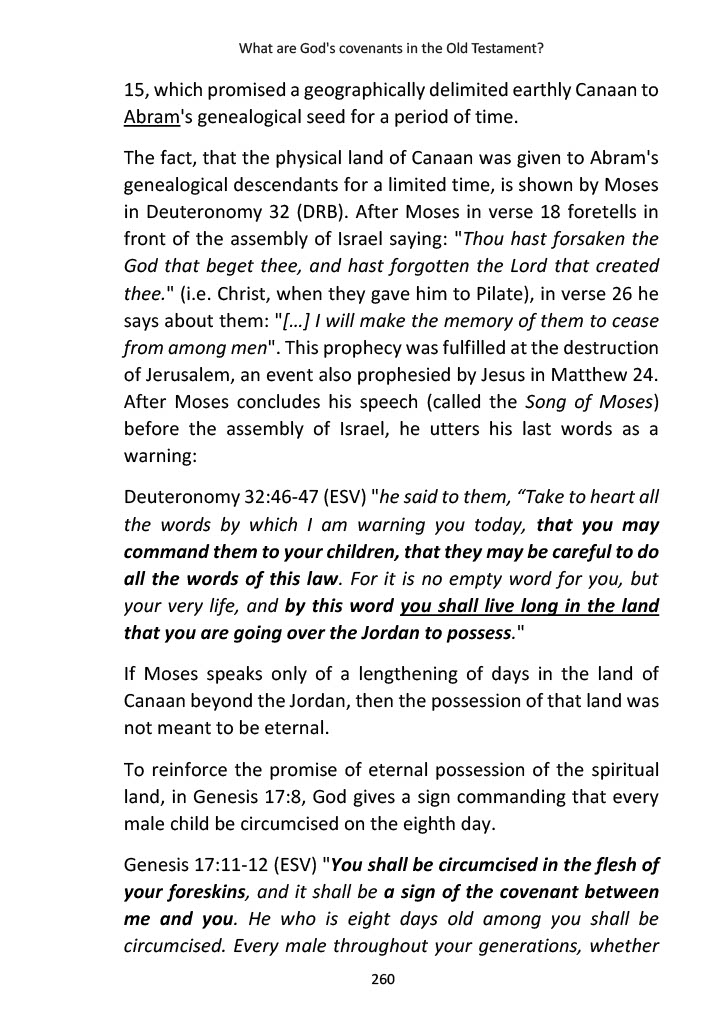 What are God's covenants in the Old Testament?
15, which promised a geographically delimited earthly Canaan to
Abram's genealogical seed for a period of time.
The fact, that the physical land of Canaan was given to Abram's
genealogical descendants for a limited time, is shown by Moses
in Deuteronomy 32 (DRB). After Moses in verse 18 foretells in
front of the assembly of Israel saying: "Thou hast forsaken the
God that beget thee, and hast forgotten the Lord that created
thee." (i.e. Christ, when they gave him to Pilate), in verse 26 he
says about them: "[…] I will make the memory of them to cease
from among men". This prophecy was fulfilled at the destruction
of Jerusalem, an event also prophesied by Jesus in Matthew 24.
After Moses concludes his speech (called the Song of Moses)
before the assembly of Israel, he utters his last words as a
warning:
Deuteronomy 32:46-47 (ESV) "he said to them, “Take to heart all
the words by which I am warning you today, that you may
command them to your children, that they may be careful to do
all the words of this law. For it is no empty word for you, but
your very life, and by this word you shall live long in the land
that you are going over the Jordan to possess."
If Moses speaks only of a lengthening of days in the land of
Canaan beyond the Jordan, then the possession of that land was
not meant to be eternal.
To reinforce the promise of eternal possession of the spiritual
land, in Genesis 17:8, God gives a sign commanding that every
male child be circumcised on the eighth day.
Genesis 17:11-12 (ESV) "You shall be circumcised in the flesh of
your foreskins, and it shall be a sign of the covenant between
me and you. He who is eight days old among you shall be
circumcised. Every male throughout your generations, whether
260